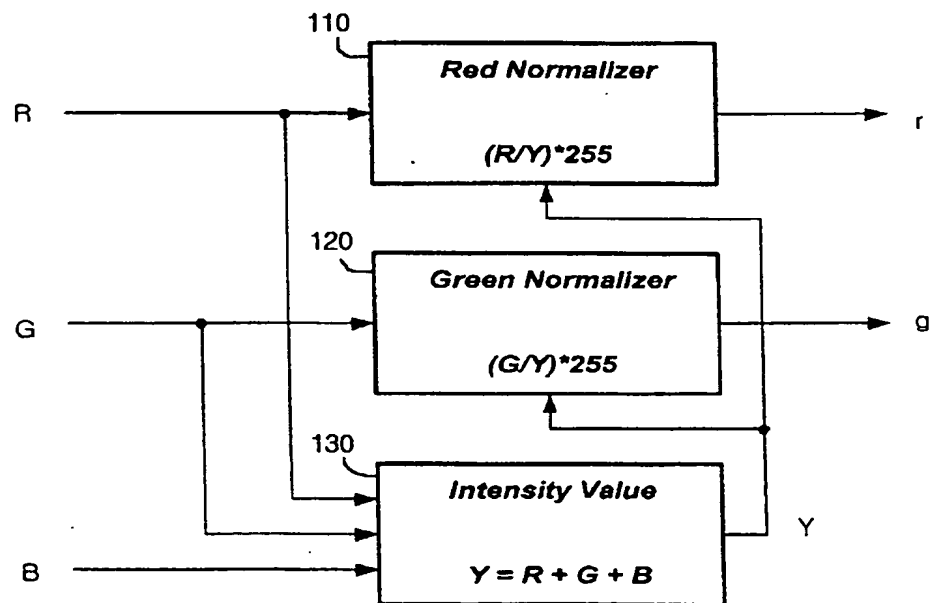 110
Red Normalizer
R
r
(R/Y)*255
120
Green Normalizer
G
g
(G/Y)*255
130
Intensity Value
Y
B
Y = R + G + B